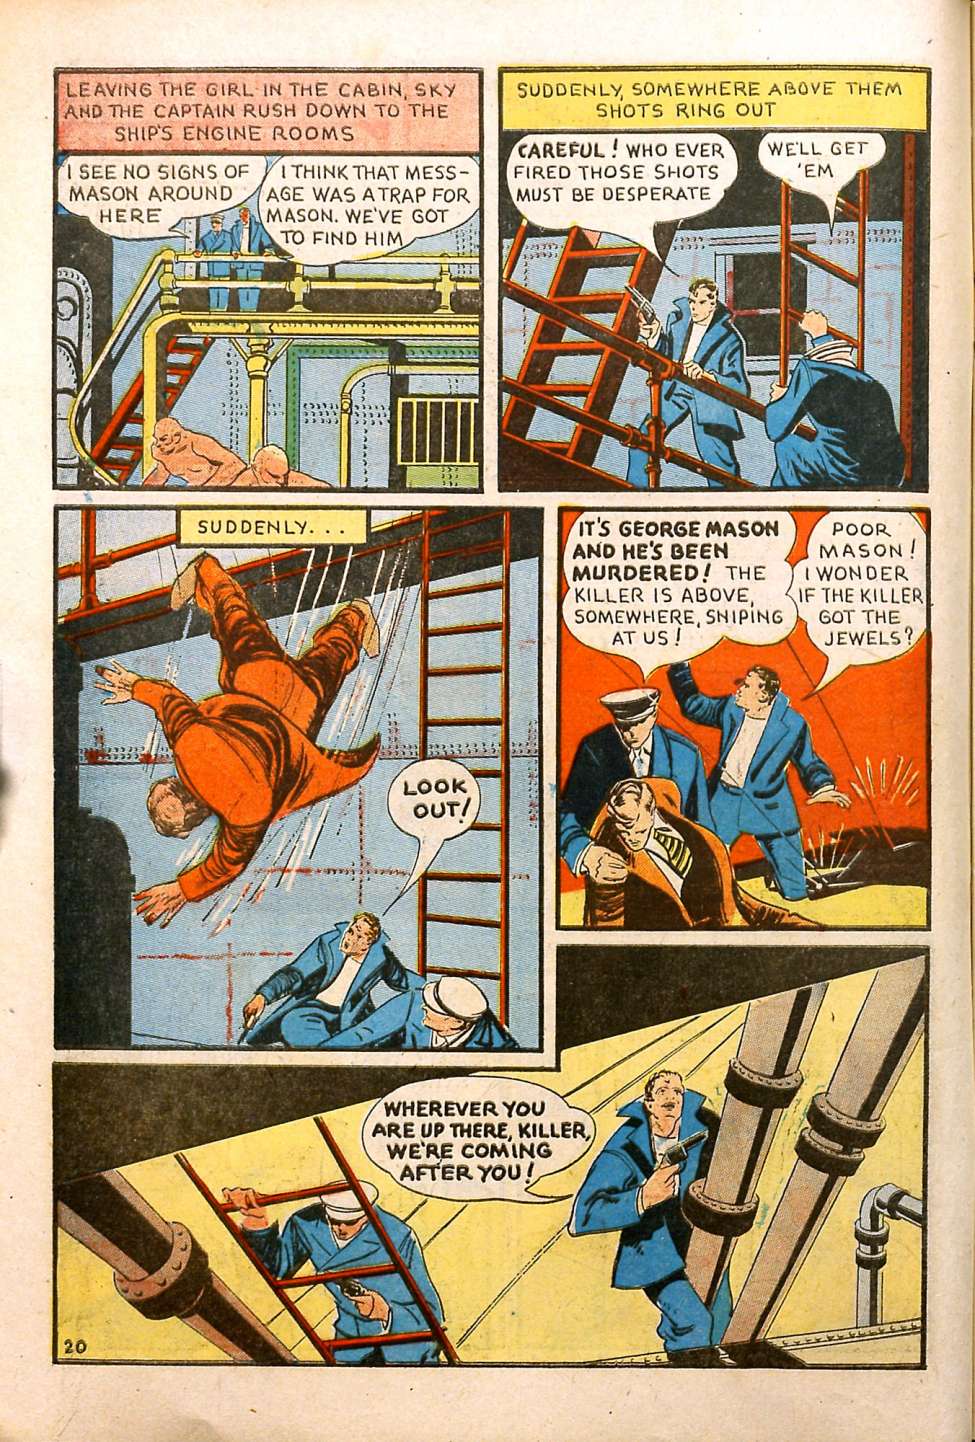 LEAVING THE GIRL IN THE CABIN, SKY
AND THE CAPTAIN RUSH DOWN TO THE
SHIP'S ENGINE ROOMS
I SEE NO SIGNS OF
MASON AROUND
HERE
I THINK THAT MESS-
AGE WAS A TRAP FOR
MASON. WE'VE GOT
TO FIND HIM
SUDDENLY, SOMEWHERE ABOVE THEM
SHOTS RING OUT
CAREFUL! WHO EVER
FIRED THOSE SHOTS
MUST BE DESPERATE
WE'LL GET
'EM
SUDDENLY...
LOOK
OUT!
IT'S GEORGE MASON
AND HE'S BEEN
MURDERED! THE
KILLER IS ABOVE,
SOMEWHERE, SNIPING
AT US!
POOR
MASON!
I WONDER
IF THE KILLER
GOT THE
JEWELS?
WHEREVER YOU
ARE UP THERE, KILLER,
WE'RE COMING
AFTER YOU!
20